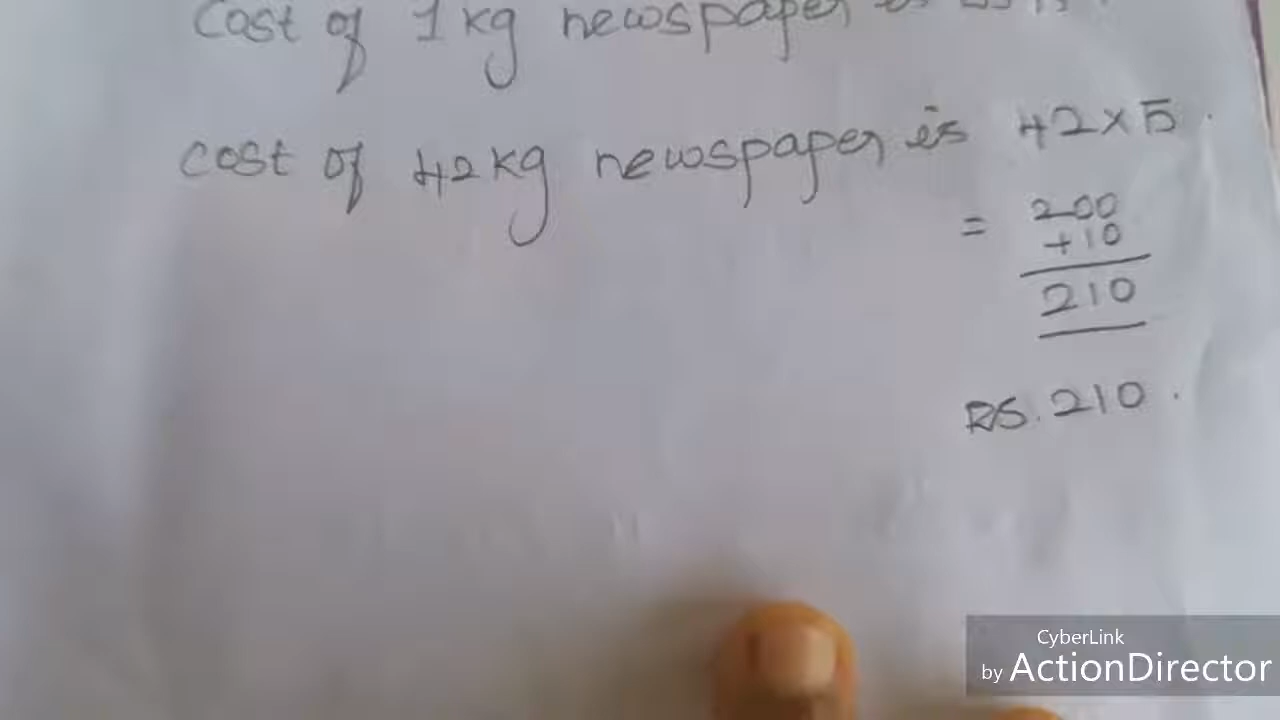 Cost of 1 kg newspaper
cost of 42 kg newspaper is 42 x 5.
= 200
+10
210
RS. 210.
CyberLink
by ActionDirector